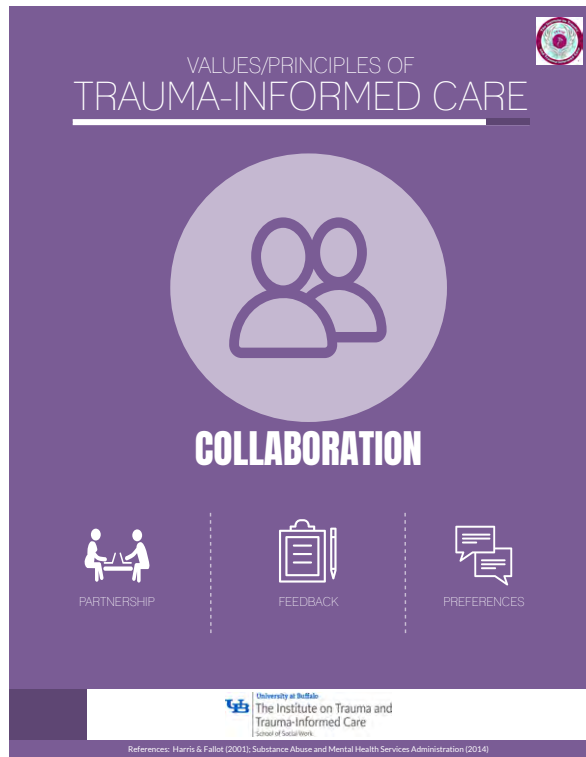 VALUES/PRINCIPLES OF
TRAUMA-INFORMED CARE
COLLABORATION
PARTNERSHIP
FEEDBACK
PREFERENCES
University at Buffalo
UB
The Institute on Trauma and
Trauma-Informed Care
School of Social Work
References: Harris & Fallot (2001); Substance Abuse and Mental Health Services Administration (2014)